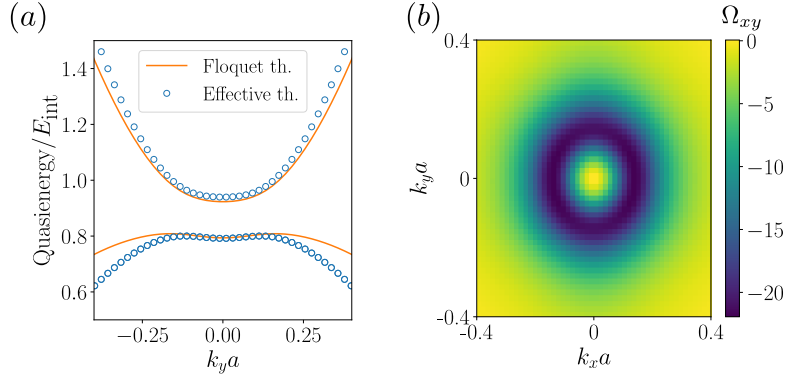 (a)
1.4
1.2
1.0
0.8
0.6
Quasienergy/E_int
Floquet th.
Effective th.
−0.25
0.00
0.25
k_y a
(b)
Ω_xy
0.4
0
-0.4
k_y a
-0.4
0
0.4
k_x a
0
−5
−10
−15
−20